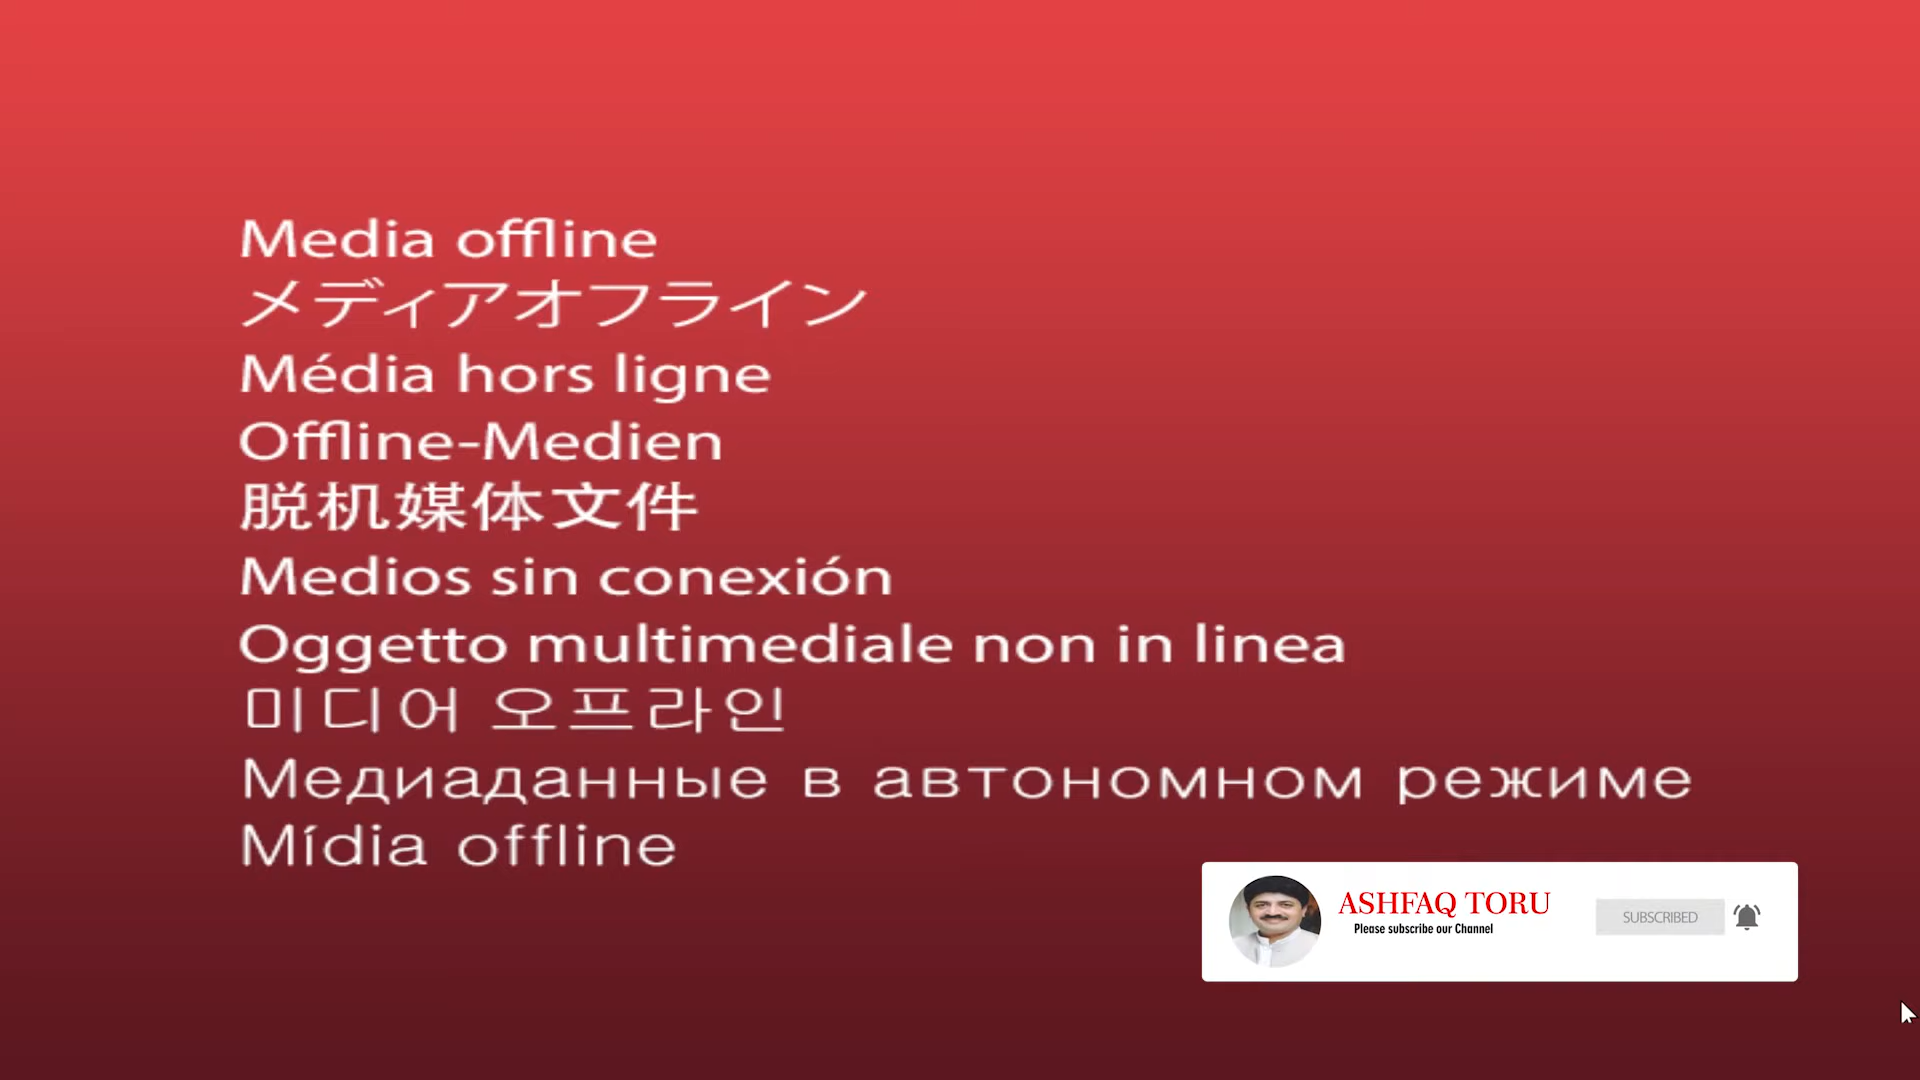 Media offline
メディアオフライン
Média hors ligne
Offline-Medien
脱机媒体文件
Medios sin conexión
Oggetto multimediale non in linea
미디어 오프라인
Медиаданные в автономном режиме
Mídia offline
ASHFAQ TORU
Please subscribe our Channel
SUBSCRIBED